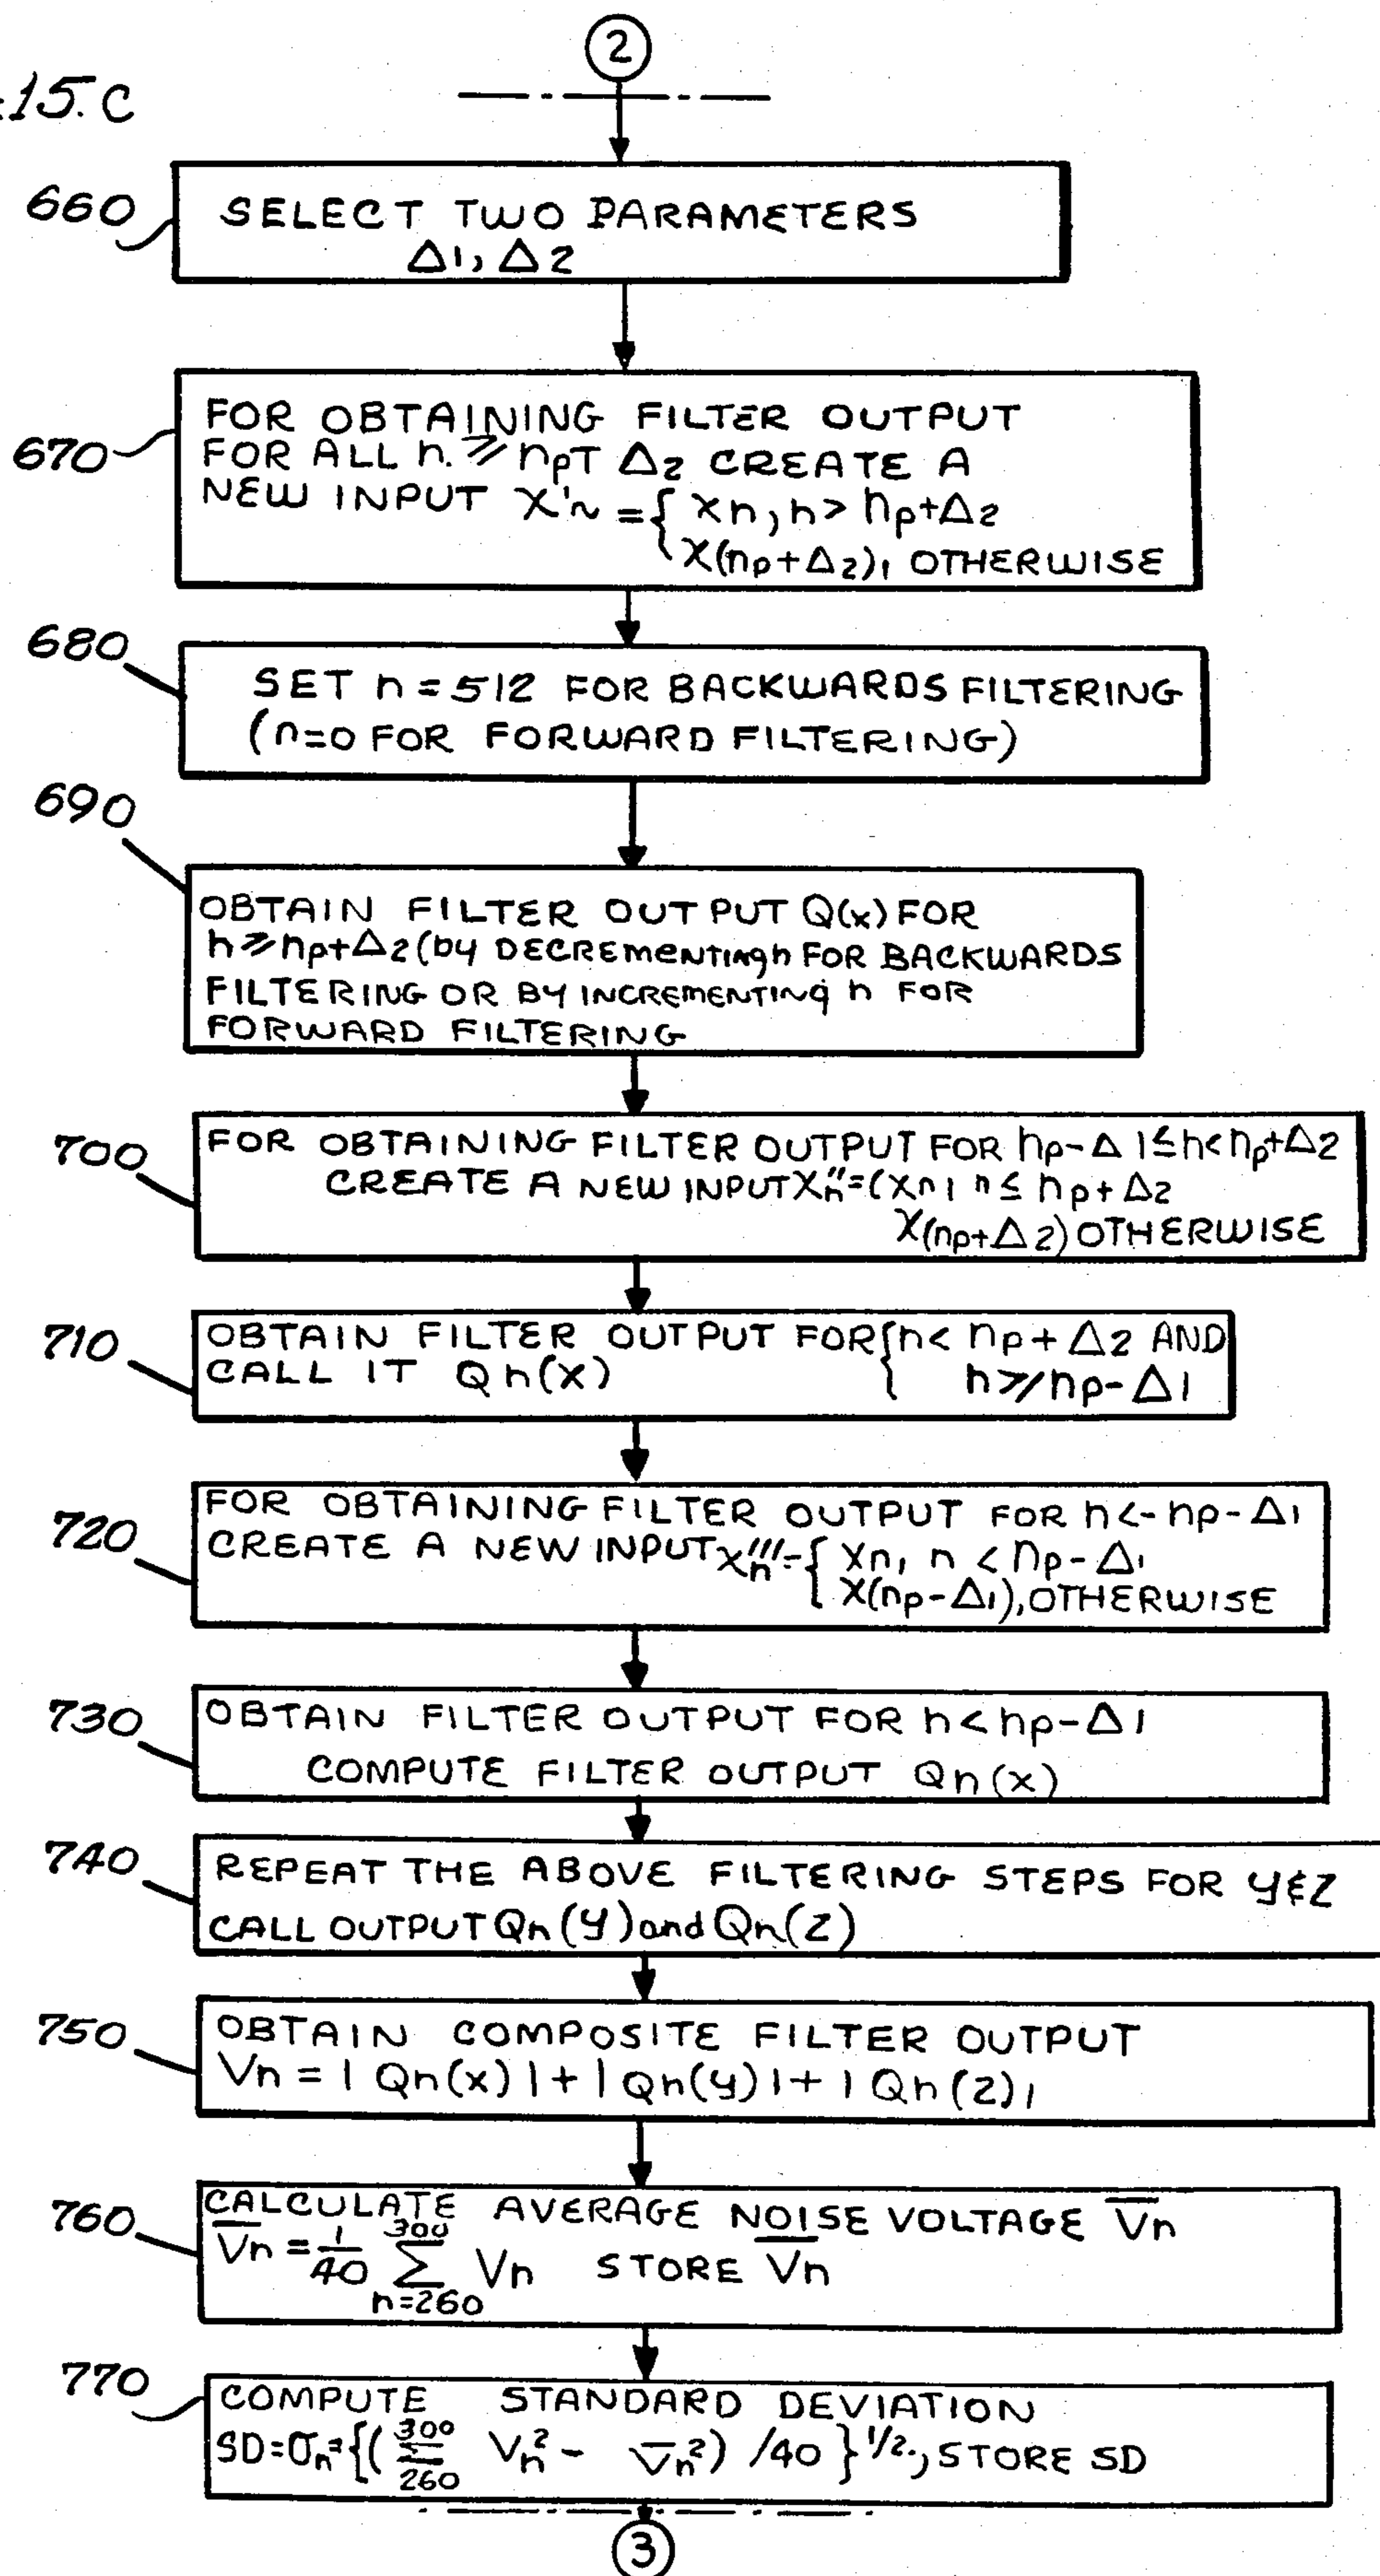 2
.15.C
660
SELECT TWO PARAMETERS
Δ1, Δ2
670
FOR OBTAINING FILTER OUTPUT
FOR ALL n. ≥ npT Δ2 CREATE A
NEW INPUT X'n = { xn, n > np+Δ2
X(np+Δ2), OTHERWISE
680
SET n = 512 FOR BACKWARDS FILTERING
(n=0 FOR FORWARD FILTERING)
690
OBTAIN FILTER OUTPUT Q(x) FOR
n ≥ np+Δ2 (by DECREMENTING n FOR BACKWARDS
FILTERING OR BY INCREMENTING n FOR
FORWARD FILTERING
700
FOR OBTAINING FILTER OUTPUT FOR np-Δ1≤n<np+Δ2
CREATE A NEW INPUT Xn''=(xn, n ≤ np+Δ2
X(np+Δ2) OTHERWISE
710
OBTAIN FILTER OUTPUT FOR { n < np + Δ2 AND
CALL IT Qn(x) n ≥ np-Δ1
720
FOR OBTAINING FILTER OUTPUT FOR n<-np-Δ1
CREATE A NEW INPUT xn'''= { xn, n < np-Δ1
X(np-Δ1), OTHERWISE
730
OBTAIN FILTER OUTPUT FOR n < np-Δ1
COMPUTE FILTER OUTPUT Qn(x)
740
REPEAT THE ABOVE FILTERING STEPS FOR Y&Z
CALL OUTPUT Qn(y) and Qn(z)
750
OBTAIN COMPOSITE FILTER OUTPUT
Vn = | Qn(x) | + | Qn(y) | + | Qn(z) |
760
CALCULATE AVERAGE NOISE VOLTAGE V̅n
V̅n = 1/40 300 Σ n=260 Vn STORE V̅n
770
COMPUTE STANDARD DEVIATION
SD=σn={( 300 Σ 260 Vn² - V̅n²) /40 }^1/2., STORE SD
3